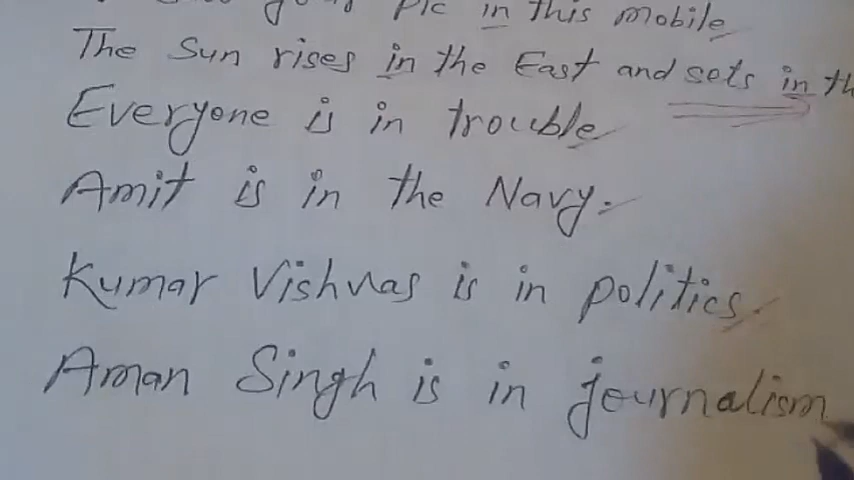 pic in this mobile
The Sun rises in the East and sets in th
Everyone is in trouble
Amit is in the Navy.
Kumar Vishvas is in politics.
Aman Singh is in journalism